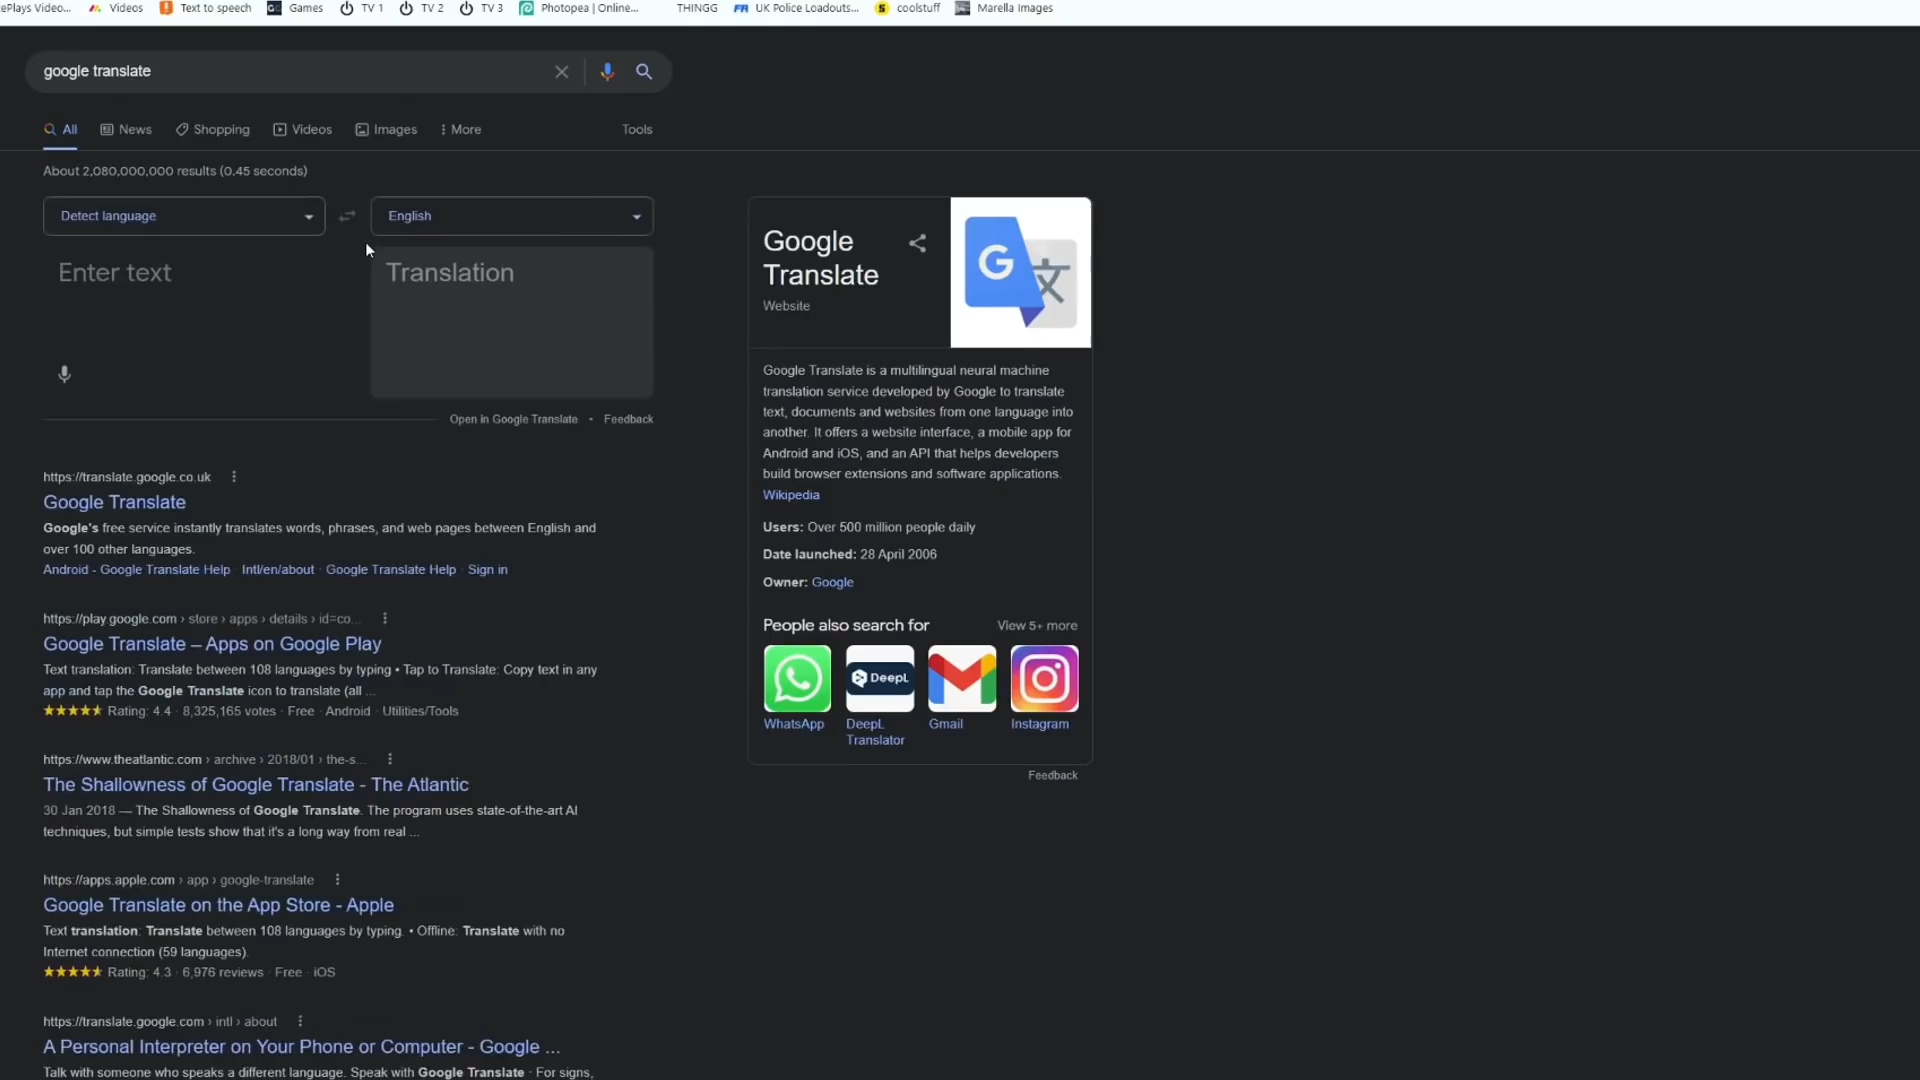 ePlays Video... Videos Text to speech Games TV 1 TV 2 TV 3 Photopea | Online... THINGG UK Police Loadouts... coolstuff Marella Images
google translate
All News Shopping Videos Images More Tools
About 2,080,000,000 results (0.45 seconds)
Detect language English
Enter text Translation
Open in Google Translate • Feedback
https://translate.google.co.uk
Google Translate
Google's free service instantly translates words, phrases, and web pages between English and
over 100 other languages.
Android - Google Translate Help · Intl/en/about · Google Translate Help · Sign in
https://play.google.com › store › apps › details › id=co...
Google Translate – Apps on Google Play
Text translation: Translate between 108 languages by typing • Tap to Translate: Copy text in any
app and tap the Google Translate icon to translate (all ...
Rating: 4.4 · 8,325,165 votes · Free · Android · Utilities/Tools
https://www.theatlantic.com › archive › 2018/01 › the-s...
The Shallowness of Google Translate - The Atlantic
30 Jan 2018 — The Shallowness of Google Translate. The program uses state-of-the-art AI
techniques, but simple tests show that it's a long way from real ...
https://apps.apple.com › app › google-translate
Google Translate on the App Store - Apple
Text translation: Translate between 108 languages by typing. • Offline: Translate with no
Internet connection (59 languages).
Rating: 4.3 · 6,976 reviews · Free · iOS
https://translate.google.com › intl › about
A Personal Interpreter on Your Phone or Computer - Google ...
Talk with someone who speaks a different language. Speak with Google Translate · For signs,
Google
Translate
Website
G 文
Google Translate is a multilingual neural machine
translation service developed by Google to translate
text, documents and websites from one language into
another. It offers a website interface, a mobile app for
Android and iOS, and an API that helps developers
build browser extensions and software applications.
Wikipedia
Users: Over 500 million people daily
Date launched: 28 April 2006
Owner: Google
People also search for View 5+ more
DeepL
WhatsApp DeepL Gmail Instagram
Translator
Feedback